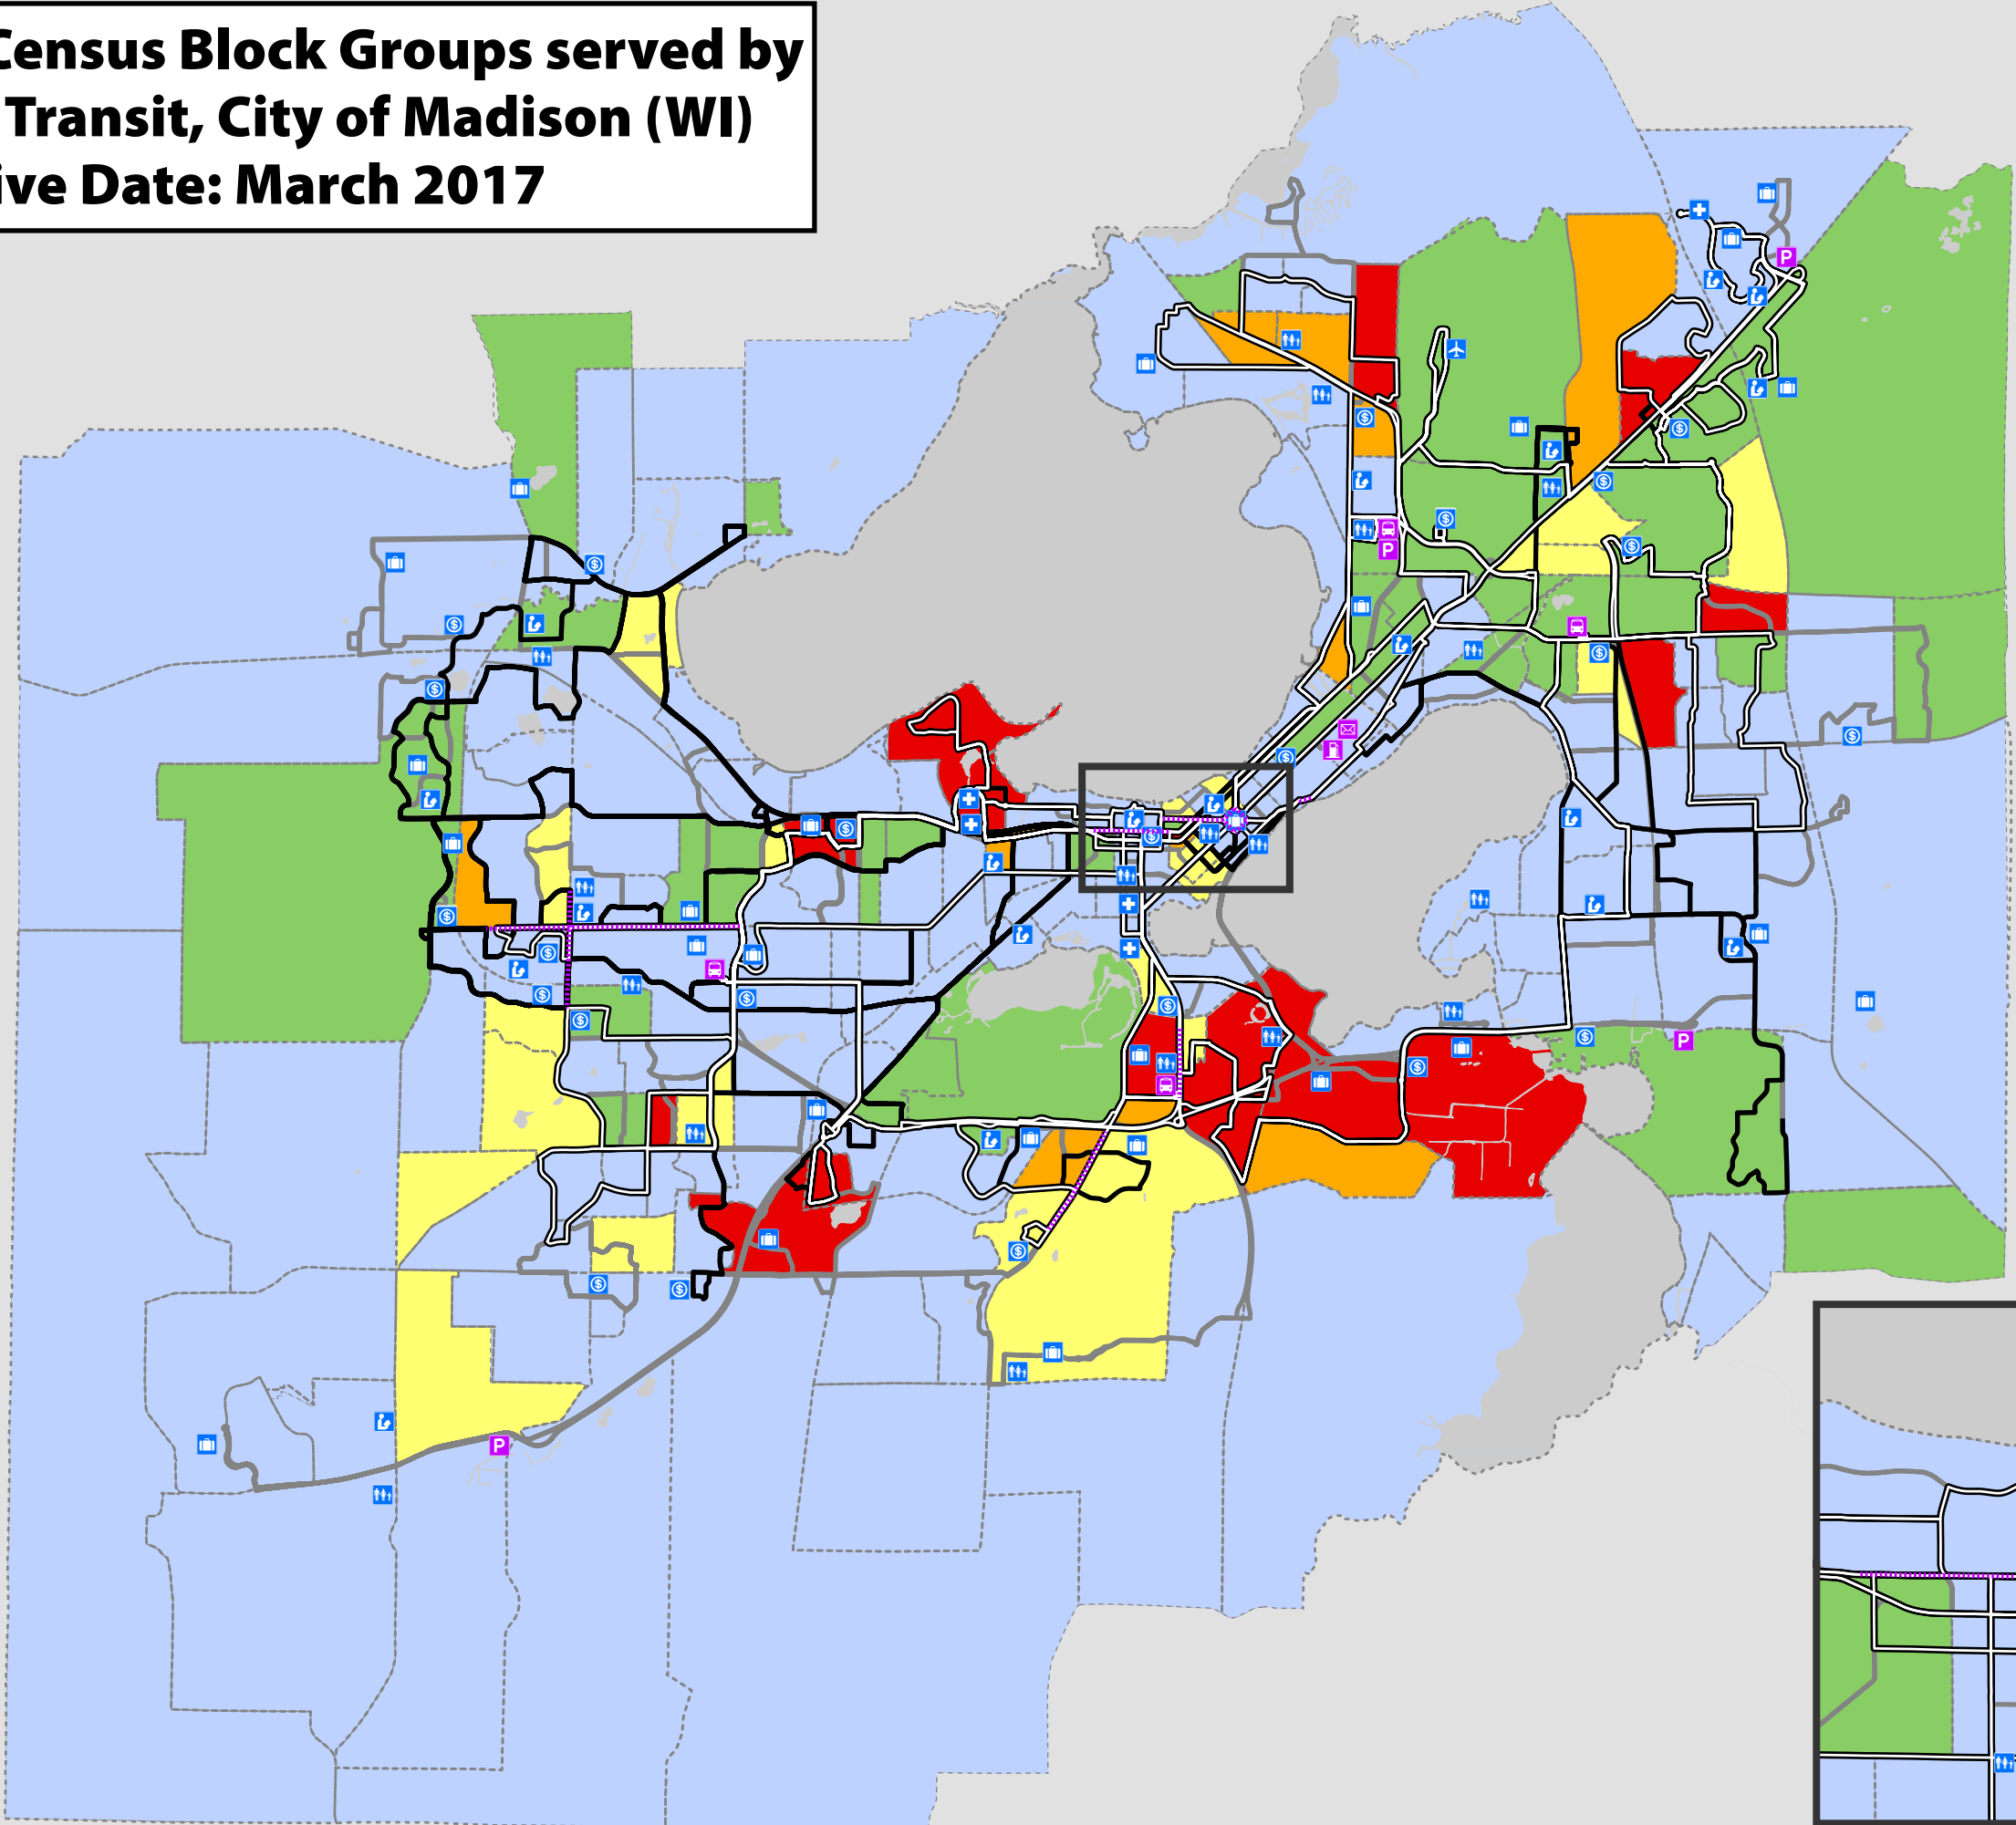 Census Block Groups served by
Transit, City of Madison (WI)
ive Date: March 2017
P
P
P
P